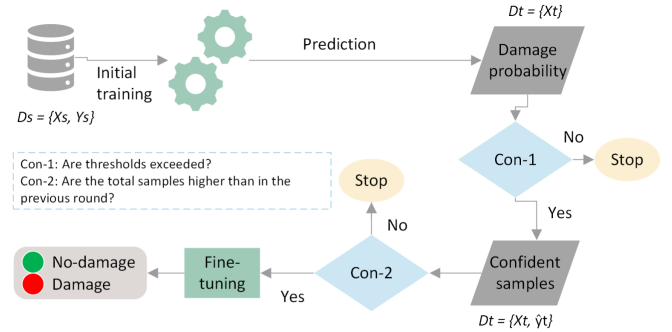 Dt = {Xt}
Prediction
Damage
probability
Initial
training
Ds = {Xs, Ys}
Con-1
No
Stop
Con-1: Are thresholds exceeded?
Con-2: Are the total samples higher than in the
previous round?
Stop
Yes
No
No-damage
Damage
Fine-
tuning
Yes
Con-2
Confident
samples
Dt = {Xt, ŷt}